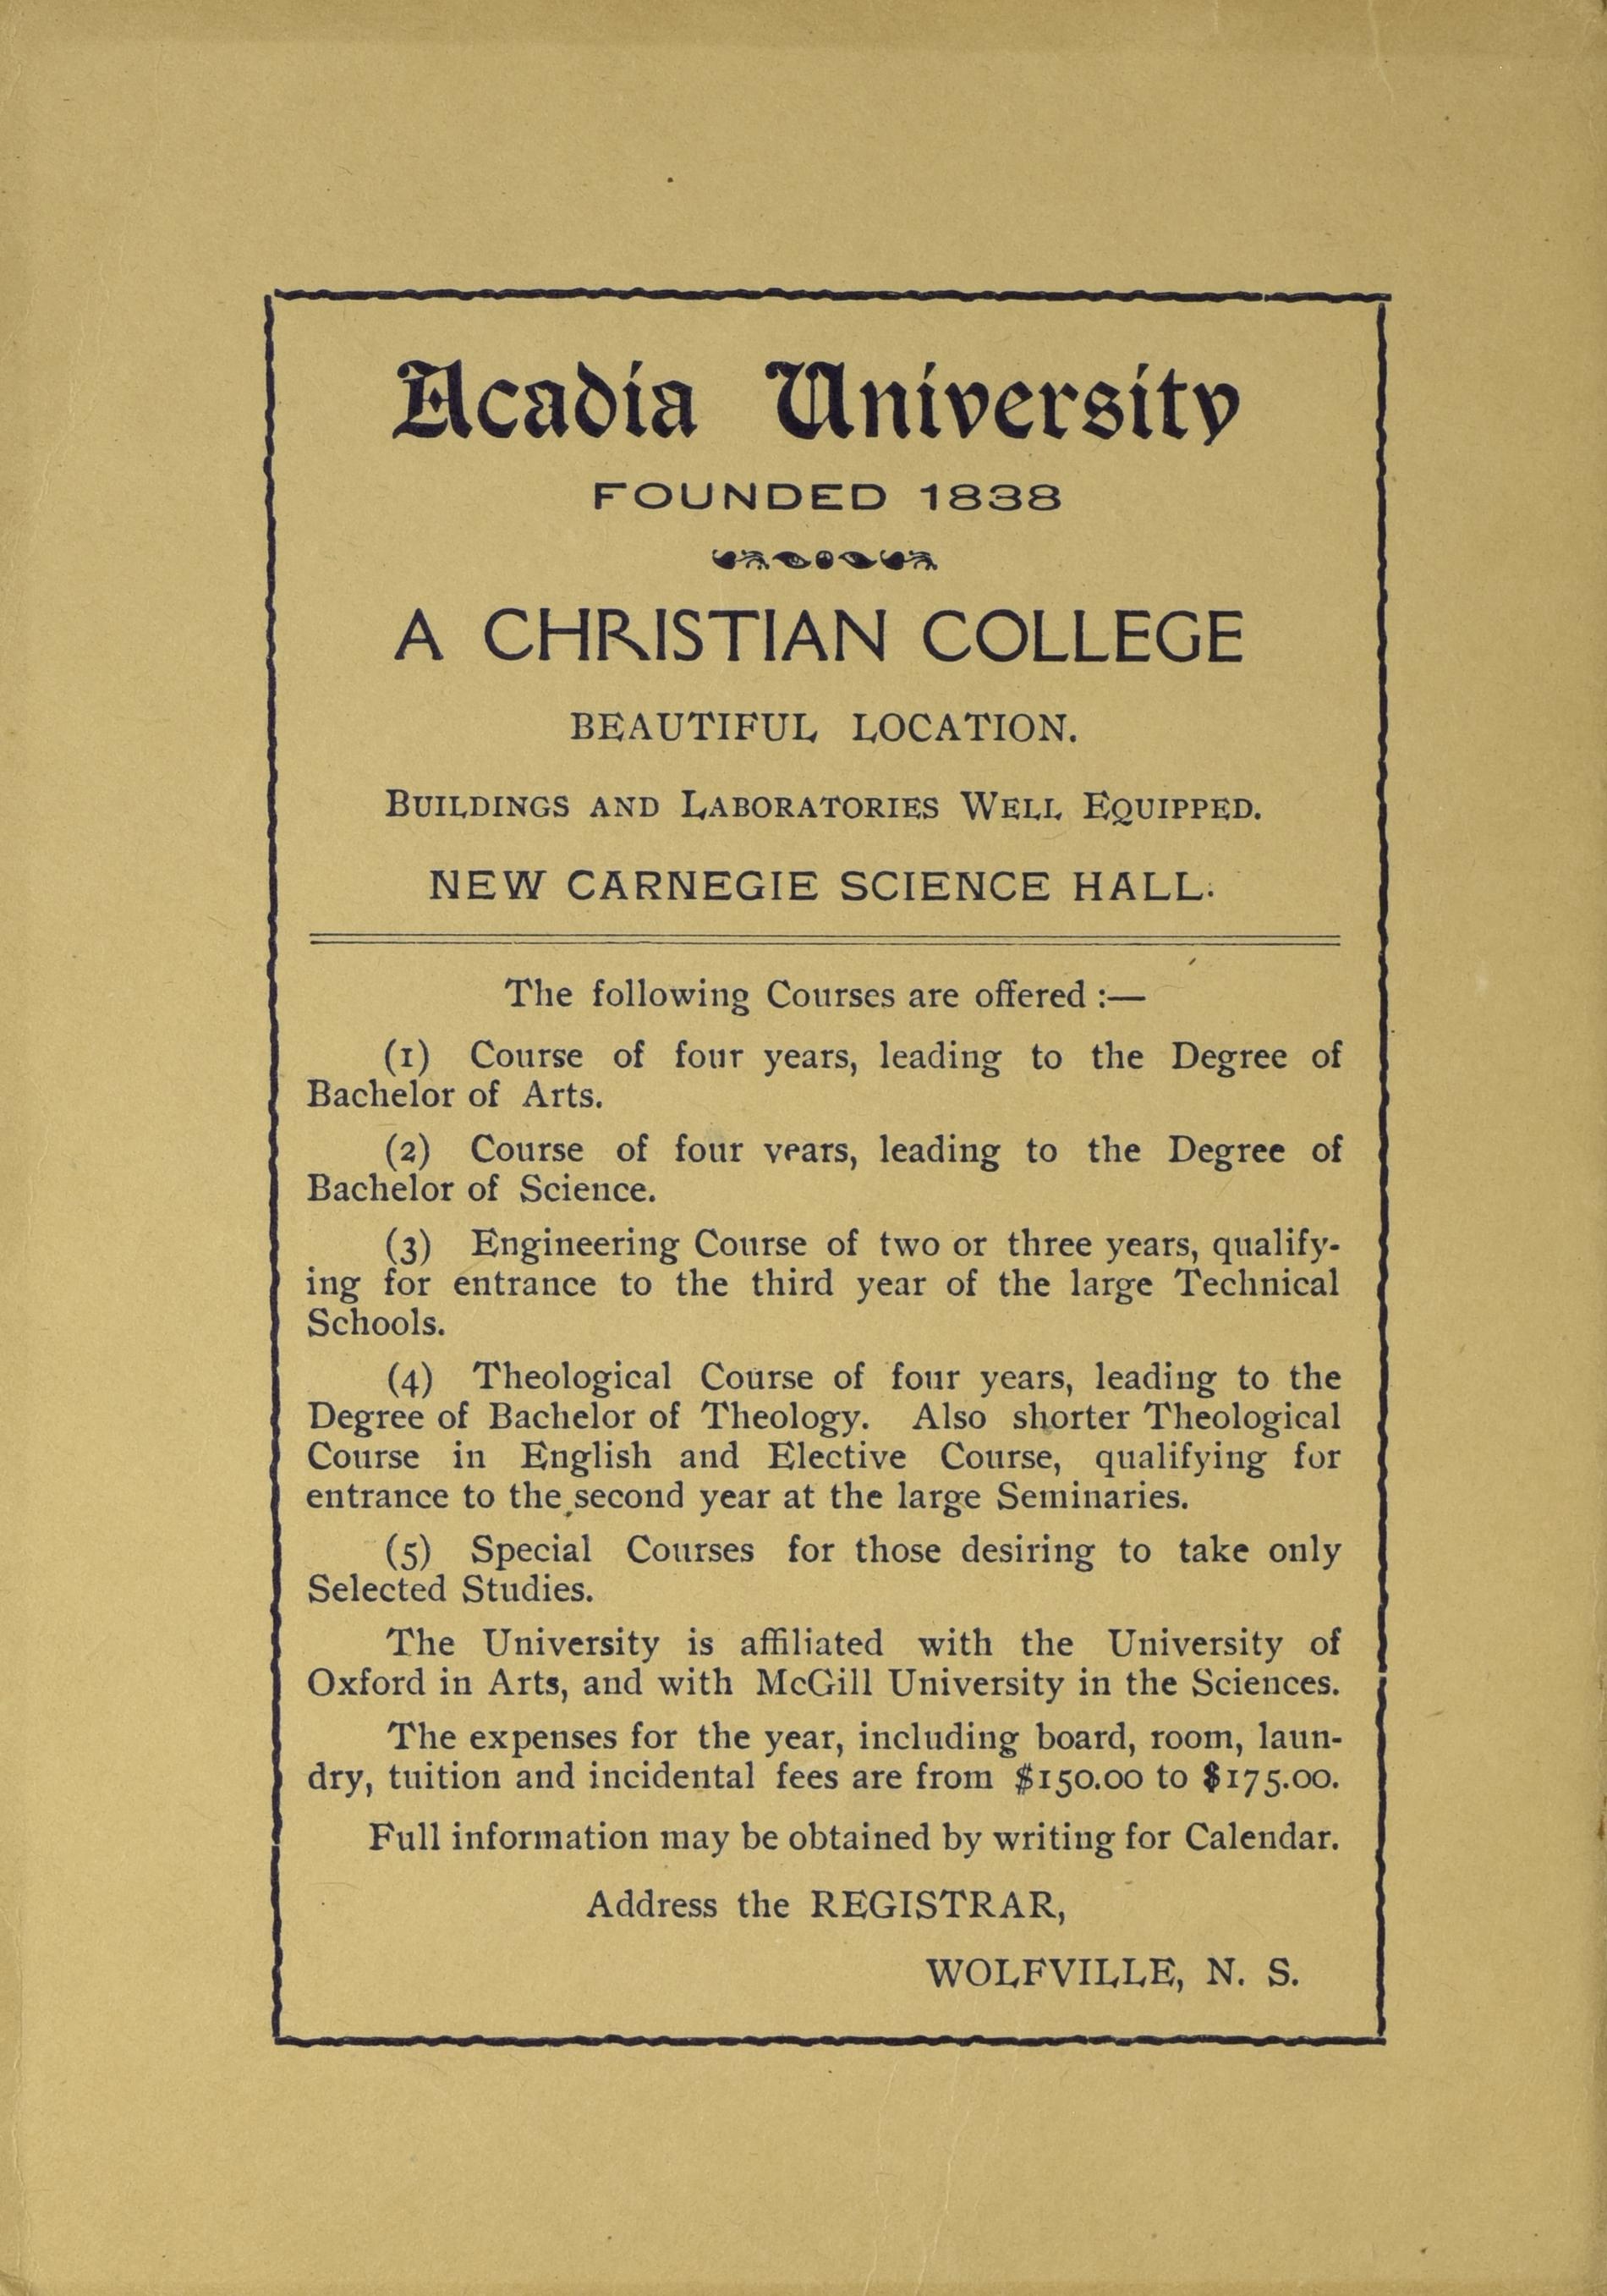 Acadia University
FOUNDED 1838
A CHRISTIAN COLLEGE
BEAUTIFUL LOCATION.
BUILDINGS AND LABORATORIES WELL EQUIPPED.
NEW CARNEGIE SCIENCE HALL.
The following Courses are offered :—
(1) Course of four years, leading to the Degree of
Bachelor of Arts.
(2) Course of four years, leading to the Degree of
Bachelor of Science.
(3) Engineering Course of two or three years, qualify-
ing for entrance to the third year of the large Technical
Schools.
(4) Theological Course of four years, leading to the
Degree of Bachelor of Theology. Also shorter Theological
Course in English and Elective Course, qualifying for
entrance to the second year at the large Seminaries.
(5) Special Courses for those desiring to take only
Selected Studies.
The University is affiliated with the University of
Oxford in Arts, and with McGill University in the Sciences.
The expenses for the year, including board, room, laun-
dry, tuition and incidental fees are from $150.00 to $175.00.
Full information may be obtained by writing for Calendar.
Address the REGISTRAR,
WOLFVILLE, N. S.